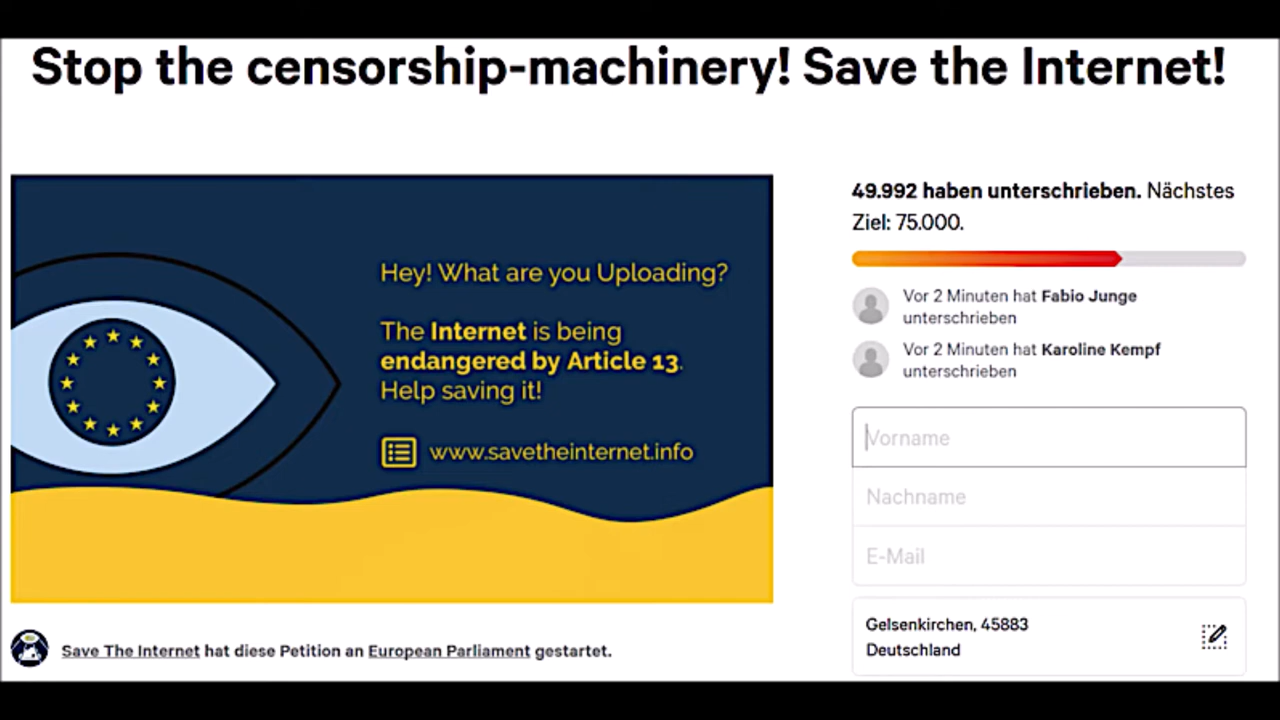 Stop the censorship-machinery! Save the Internet!
Hey! What are you Uploading?
The Internet is being
endangered by Article 13.
Help saving it!
www.savetheinternet.info
Save The Internet hat diese Petition an European Parliament gestartet.
49.992 haben unterschrieben. Nächstes
Ziel: 75.000.
Vor 2 Minuten hat Fabio Junge
unterschrieben
Vor 2 Minuten hat Karoline Kempf
unterschrieben
Vorname
Nachname
E-Mail
Gelsenkirchen, 45883
Deutschland